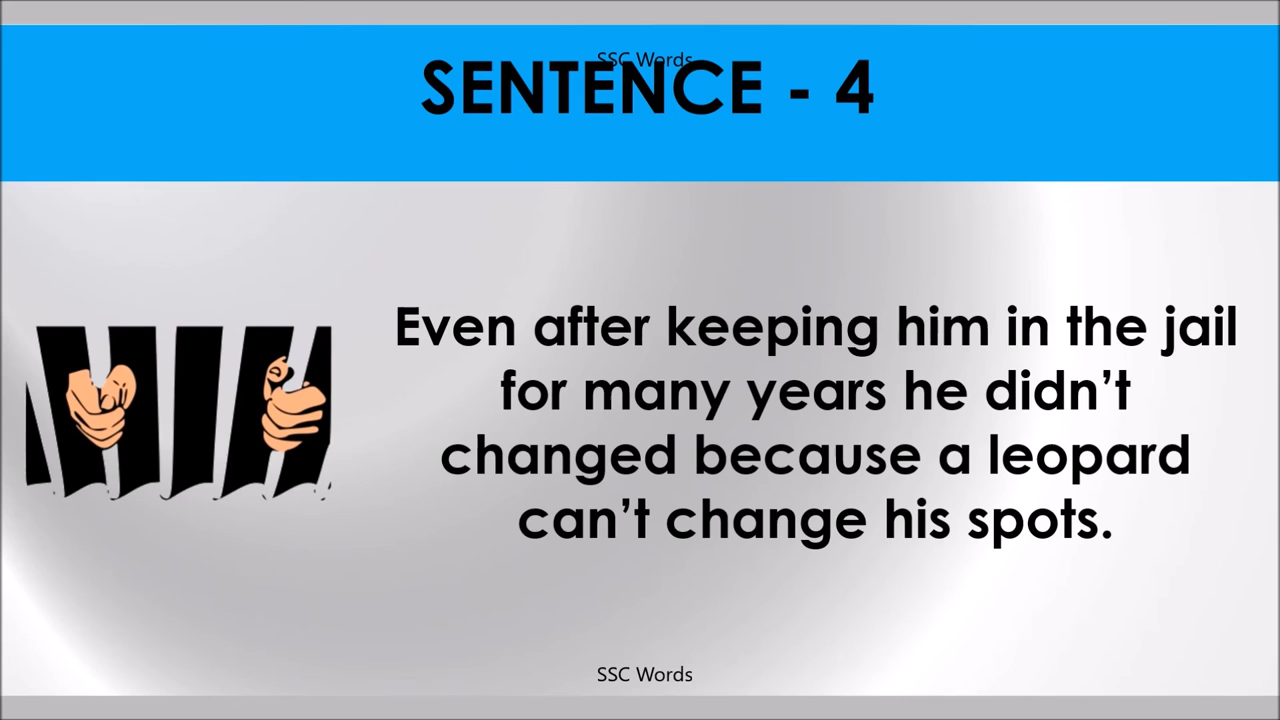 SSC Words
SENTENCE - 4
Even after keeping him in the jail
for many years he didn’t
changed because a leopard
can’t change his spots.
SSC Words